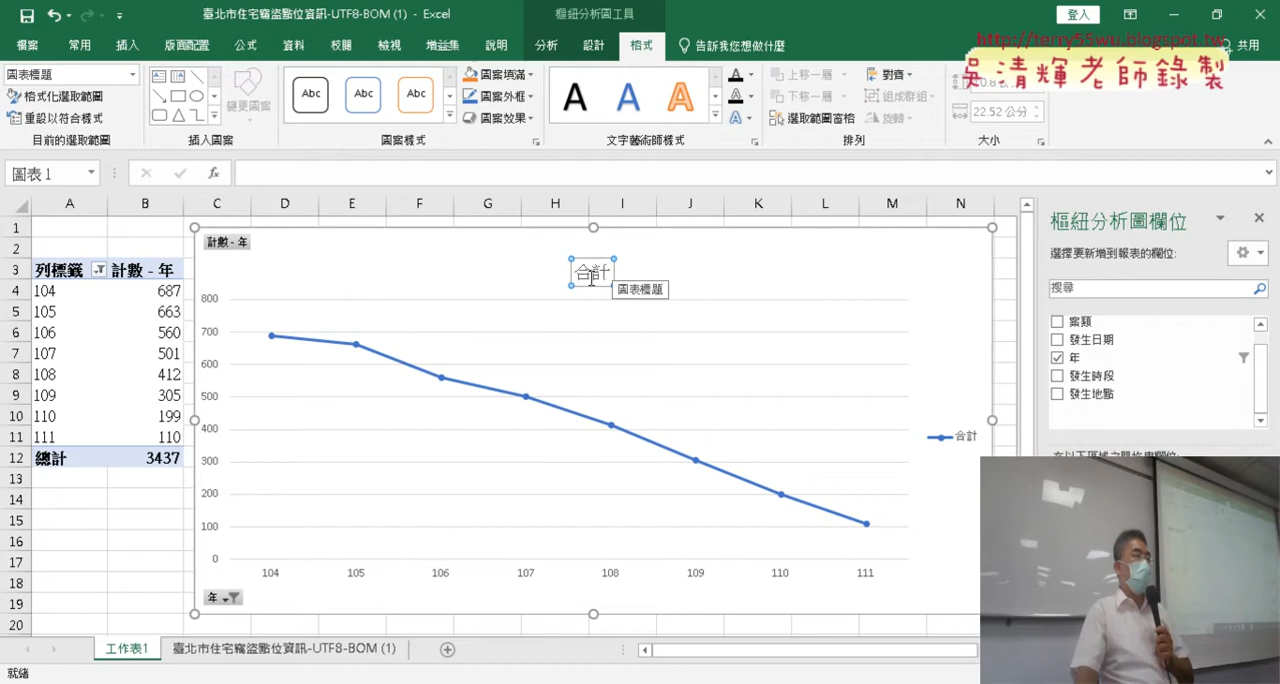 臺北市住宅竊盜點位資訊-UTF8-BOM (1) - Excel
樞紐分析圖工具
登入
檔案 常用 插入 版面配置 公式 資料 校閱 檢視 增益集 說明 分析 設計 格式 告訴我您想做什麼 共用
http://terry55wu.blogspot.tw
吳清輝老師錄製
圖表標題
格式化選取範圍
重設以符合樣式
目前的選取範圍
變更圖案
插入圖案
Abc Abc Abc
圖案填滿
圖案外框
圖案效果
圖案樣式
A A A
文字藝術師樣式
上移一層
下移一層
選取範圍窗格
對齊
組成群組
旋轉
排列
22.52 公分
大小
圖表 1
fx
A B C D E F G H I J K L M N
1
2
3 列標籤 計數 - 年
4 104 687
5 105 663
6 106 560
7 107 501
8 108 412
9 109 305
10 110 199
11 111 110
12 總計 3437
13
14
15
16
17
18
19
20
計數 - 年
合計
圖表標題
800
700
600
500
400
300
200
100
0
104 105 106 107 108 109 110 111
合計
年
樞紐分析圖欄位
選擇要新增到報表的欄位:
搜尋
案類
發生日期
年
發生時段
發生地點
工作表1
臺北市住宅竊盜點位資訊-UTF8-BOM (1)
就緒